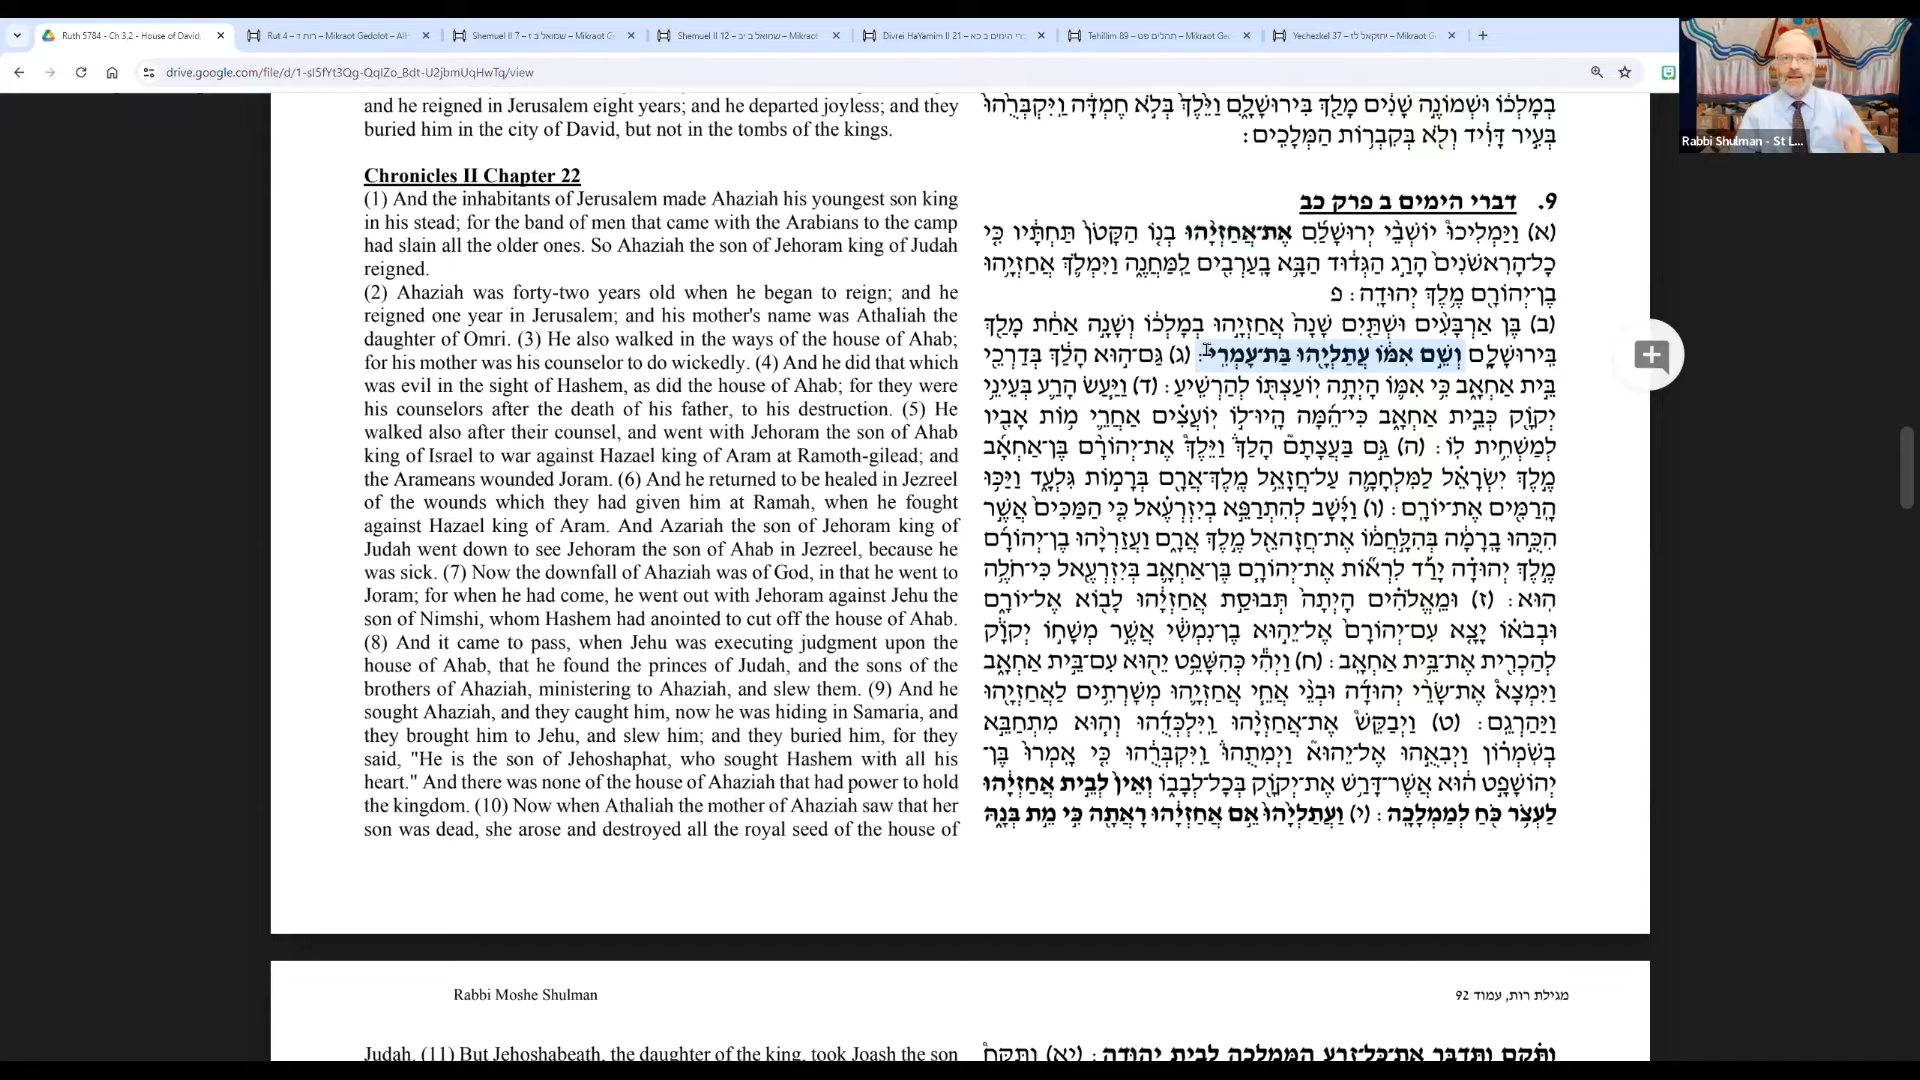 Ruth 5784 - Ch 3,2 - House of David,
Rut 4 – רות ד – Mikraot Gedolot – AlH
Shemuel II 7 – שמואל ב ז – Mikraot G
Shemuel II 12 – שמואל ב יב – Mikraot
Divrei HaYamim II 21 – דברי הימים ב כא
Tehillim 89 – תהלים פט – Mikraot Ge
Yechezkel 37 – יחזקאל לז – Mikraot G
drive.google.com/file/d/1-sI5fYt3Qg-QqIZo_8dt-U2jbmUqHwTq/view
Rabbi Shulman - St L...
and he reigned in Jerusalem eight years; and he departed joyless; and they
buried him in the city of David, but not in the tombs of the kings.
Chronicles II Chapter 22
(1) And the inhabitants of Jerusalem made Ahaziah his youngest son king
in his stead; for the band of men that came with the Arabians to the camp
had slain all the older ones. So Ahaziah the son of Jehoram king of Judah
reigned.
(2) Ahaziah was forty-two years old when he began to reign; and he
reigned one year in Jerusalem; and his mother's name was Athaliah the
daughter of Omri. (3) He also walked in the ways of the house of Ahab;
for his mother was his counselor to do wickedly. (4) And he did that which
was evil in the sight of Hashem, as did the house of Ahab; for they were
his counselors after the death of his father, to his destruction. (5) He
walked also after their counsel, and went with Jehoram the son of Ahab
king of Israel to war against Hazael king of Aram at Ramoth-gilead; and
the Arameans wounded Joram. (6) And he returned to be healed in Jezreel
of the wounds which they had given him at Ramah, when he fought
against Hazael king of Aram. And Azariah the son of Jehoram king of
Judah went down to see Jehoram the son of Ahab in Jezreel, because he
was sick. (7) Now the downfall of Ahaziah was of God, in that he went to
Joram; for when he had come, he went out with Jehoram against Jehu the
son of Nimshi, whom Hashem had anointed to cut off the house of Ahab.
(8) And it came to pass, when Jehu was executing judgment upon the
house of Ahab, that he found the princes of Judah, and the sons of the
brothers of Ahaziah, ministering to Ahaziah, and slew them. (9) And he
sought Ahaziah, and they caught him, now he was hiding in Samaria, and
they brought him to Jehu, and slew him; and they buried him, for they
said, "He is the son of Jehoshaphat, who sought Hashem with all his
heart." And there was none of the house of Ahaziah that had power to hold
the kingdom. (10) Now when Athaliah the mother of Ahaziah saw that her
son was dead, she arose and destroyed all the royal seed of the house of
בְמׇלְכ֔וֹ וּשְׁמוֹנֶ֣ה שָׁנִ֔ים מָלַ֖ךְ בִּירוּשָׁלָ֑͏ִם וַיֵּ֙לֶךְ֙ בְּלֹ֣א חֶמְדָּ֔ה וַֽיִּקְבְּרֻ֙הוּ֙
בְּעִ֣יר דָּוִ֔יד וְלֹ֖א בְּקִבְר֥וֹת הַמְּלָכִֽים׃
9. דברי הימים ב פרק כב
(א) וַיַּמְלִיכוּ֩ יוֹשְׁבֵ֨י יְרוּשָׁלַ֜͏ִם אֶת־אֲחַזְיָ֨הוּ בְנ֤וֹ הַקָּטֹן֙ תַּחְתָּ֔יו כִּ֤י
כׇל־הָרִאשֹׁנִים֙ הָרַ֣ג הַגְּד֔וּד הַבָּ֥א בָֽעַרְבִ֖ים לַֽמַּחֲנֶ֑ה וַיִּמְלֹ֛ךְ אֲחַזְיָ֥הוּ
בֶן־יְהוֹרָ֖ם מֶ֥לֶךְ יְהוּדָֽה׃ פ
(ב) בֶּן אַרְבָּעִ֨ים וּשְׁתַּ֤יִם שָׁנָה֙ אֲחַזְיָ֣הוּ בְמׇלְכ֔וֹ וְשָׁנָ֣ה אַחַ֔ת מָלַ֖ךְ
בִּירֽוּשָׁלָ֑͏ִם וְשֵׁ֣ם אִמּ֔וֹ עֲתַלְיָ֖הוּ בַּת־עׇמְרִֽי׃ (ג) גַּם־ה֣וּא הָלַ֔ךְ בְּדַרְכֵ֖י
בֵּ֣ית אַחְאָ֑ב כִּ֥י אִמּ֛וֹ הָיְתָ֥ה יֽוֹעַצְתּ֖וֹ לְהַרְשִֽׁיעַ׃ (ד) וַיַּ֧עַשׂ הָרַ֛ע בְּעֵינֵ֥י
יְקֹוָ֖ק כְּבֵ֣ית אַחְאָ֑ב כִּי־הֵ֜מָּה הָֽיוּ־ל֣וֹ יֽוֹעֲצִ֗ים אַחֲרֵ֛י מ֥וֹת אָבִ֖יו
לְמַשְׁחִ֥ית לֽוֹ׃ (ה) גַּ֣ם בַּעֲצָתָם֮ הָלַךְ֒ וַיֵּ֩לֶךְ֩ אֶת־יְהוֹרָ֨ם בֶּן־אַחְאָ֜ב
מֶ֣לֶךְ יִשְׂרָאֵ֗ל לַמִּלְחָמָ֛ה עַל־חֲזָאֵ֥ל מֶֽלֶךְ־אֲרָ֖ם בְּרָמ֣וֹת גִּלְעָ֑ד וַיַּכּ֥וּ
הָֽרַמִּ֖ים אֶת־יוֹרָֽם׃ (ו) וַיָּ֜שׇׁב לְהִתְרַפֵּ֣א בְיִזְרְעֶ֗אל כִּ֤י הַמַּכִּים֙ אֲשֶׁ֣ר
הִכֻּ֣הוּ בָֽרָמָ֔ה בְּהִלָּ֣חֲמ֔וֹ אֶת־חֲזָהאֵ֖ל מֶ֣לֶךְ אֲרָ֑ם וַעֲזַרְיָ֨הוּ בֶן־יְהוֹרָ֜ם
מֶ֣לֶךְ יְהוּדָ֗ה יָרַ֡ד לִרְא֞וֹת אֶת־יְהוֹרָ֧ם בֶּן־אַחְאָ֛ב בְּיִזְרְעֶ֖אל כִּי־חֹלֶ֥ה
הֽוּא׃ (ז) וּמֵֽאֱלֹהִ֗ים הָֽיְתָה֙ תְּבוּסַ֣ת אֲחַזְיָ֔הוּ לָב֖וֹא אֶל־יוֹרָ֑ם
וּבְבֹא֗וֹ יָצָ֤א עִם־יְהוֹרָם֙ אֶל־יֵה֣וּא בֶן־נִמְשִׁ֔י אֲשֶׁר֙ מְשָׁח֣וֹ יְקֹוָ֔ק
לְהַכְרִ֖ית אֶת־בֵּ֥ית אַחְאָֽב׃ (ח) וַיְהִ֕י כְּהִשָּׁפֵ֥ט יֵה֖וּא עִם־בֵּ֣ית אַחְאָ֑ב
וַיִּמְצָא֩ אֶת־שָׂרֵ֨י יְהוּדָ֜ה וּבְנֵ֨י אֲחֵ֧י אֲחַזְיָ֛הוּ מְשָׁרְתִ֥ים לַאֲחַזְיָ֖הוּ
וַיַּהַרְגֵֽם׃ (ט) וַיְבַקֵּשׁ֩ אֶת־אֲחַזְיָ֨הוּ וַֽיִּלְכְּדֻ֜הוּ וְה֧וּא מִתְחַבֵּ֣א
בְשֹׁמְר֗וֹן וַיְבִאֻ֣הוּ אֶל־יֵהוּא֮ וַיְמִתֻהוּ֒ וַֽיִּקְבְּרֻ֔הוּ כִּ֤י אָֽמְרוּ֙ בֶּן־
יְהוֹשָׁפָ֣ט ה֔וּא אֲשֶׁר־דָּרַ֥שׁ אֶת־יְקֹוָ֖ק בְּכׇל־לְבָב֑וֹ וְאֵין֙ לְבֵ֣ית אֲחַזְיָ֔הוּ
לַעְצֹ֥ר כֹּ֖חַ לְמַמְלָכָֽה׃ (י) וַעֲתַלְיָ֙הוּ֙ אֵ֣ם אֲחַזְיָ֔הוּ רָאֲתָ֖ה כִּ֣י מֵ֣ת בְּנָ֑הּ
Rabbi Moshe Shulman
מגילת רות, עמוד 92
Judah. (11) But Jehoshabeath, the daughter of the king, took Joash the son
וַתָּ֗קׇם וַתְּדַבֵּ֛ר אֶת־כׇּל־זֶ֥רַע הַמַּמְלָכָ֖ה לְבֵ֥ית יְהוּדָֽה׃ (יא) וַתִּקַּח֩